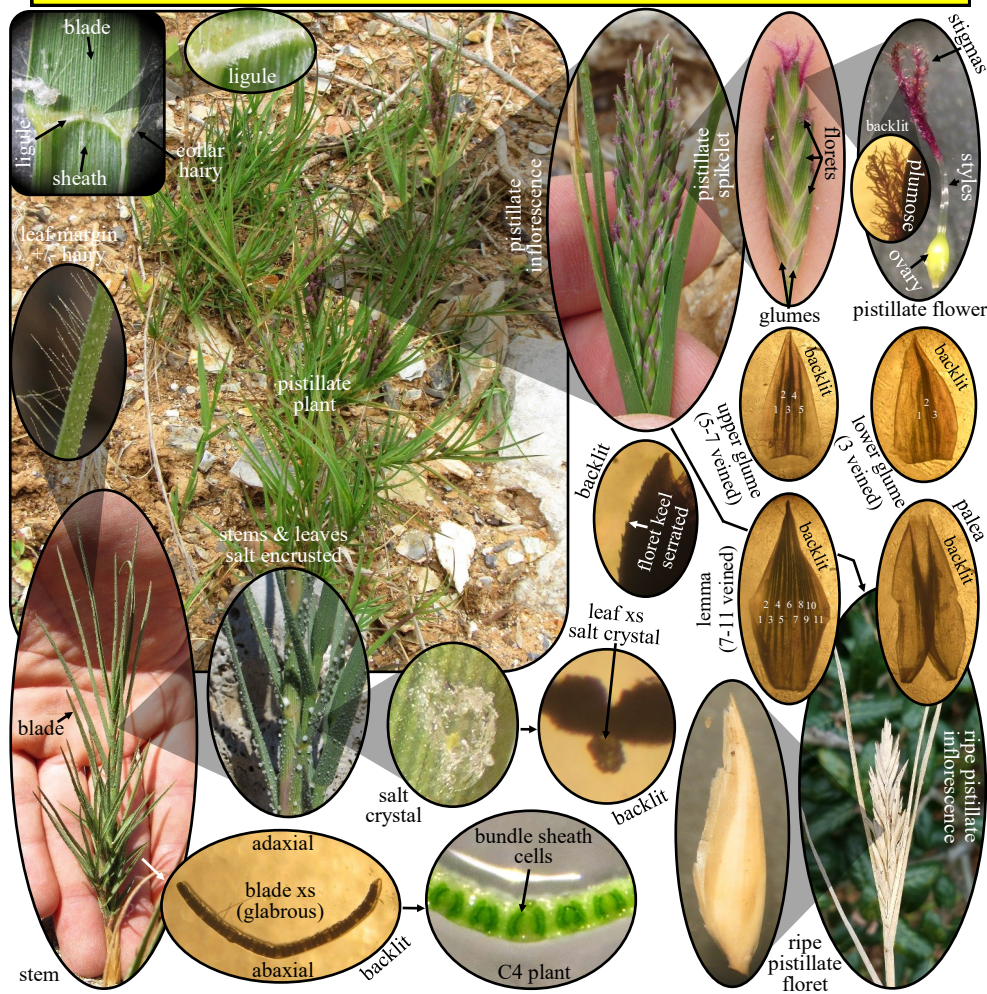 blade
ligule
ligule
sheath
collar
hairy
leaf margin
+/- hairy
pistillate
plant
stems & leaves
salt encrusted
pistillate
inflorescence
pistillate
spikelet
florets
glumes
stigmas
backlit
plumose
styles
ovary
pistillate flower
backlit
2 4
1 3 5
upper glume
(5-7 veined)
backlit
2
1 3
lower glume
(3 veined)
backlit
floret keel
serrated
backlit
2 4 6 8 10
1 3 5 7 9 11
lemma
(7-11 veined)
palea
backlit
leaf xs
salt crystal
backlit
salt
crystal
blade
stem
adaxial
blade xs
(glabrous)
abaxial
backlit
bundle sheath
cells
C4 plant
ripe
pistillate
floret
ripe pistillate
inflorescence